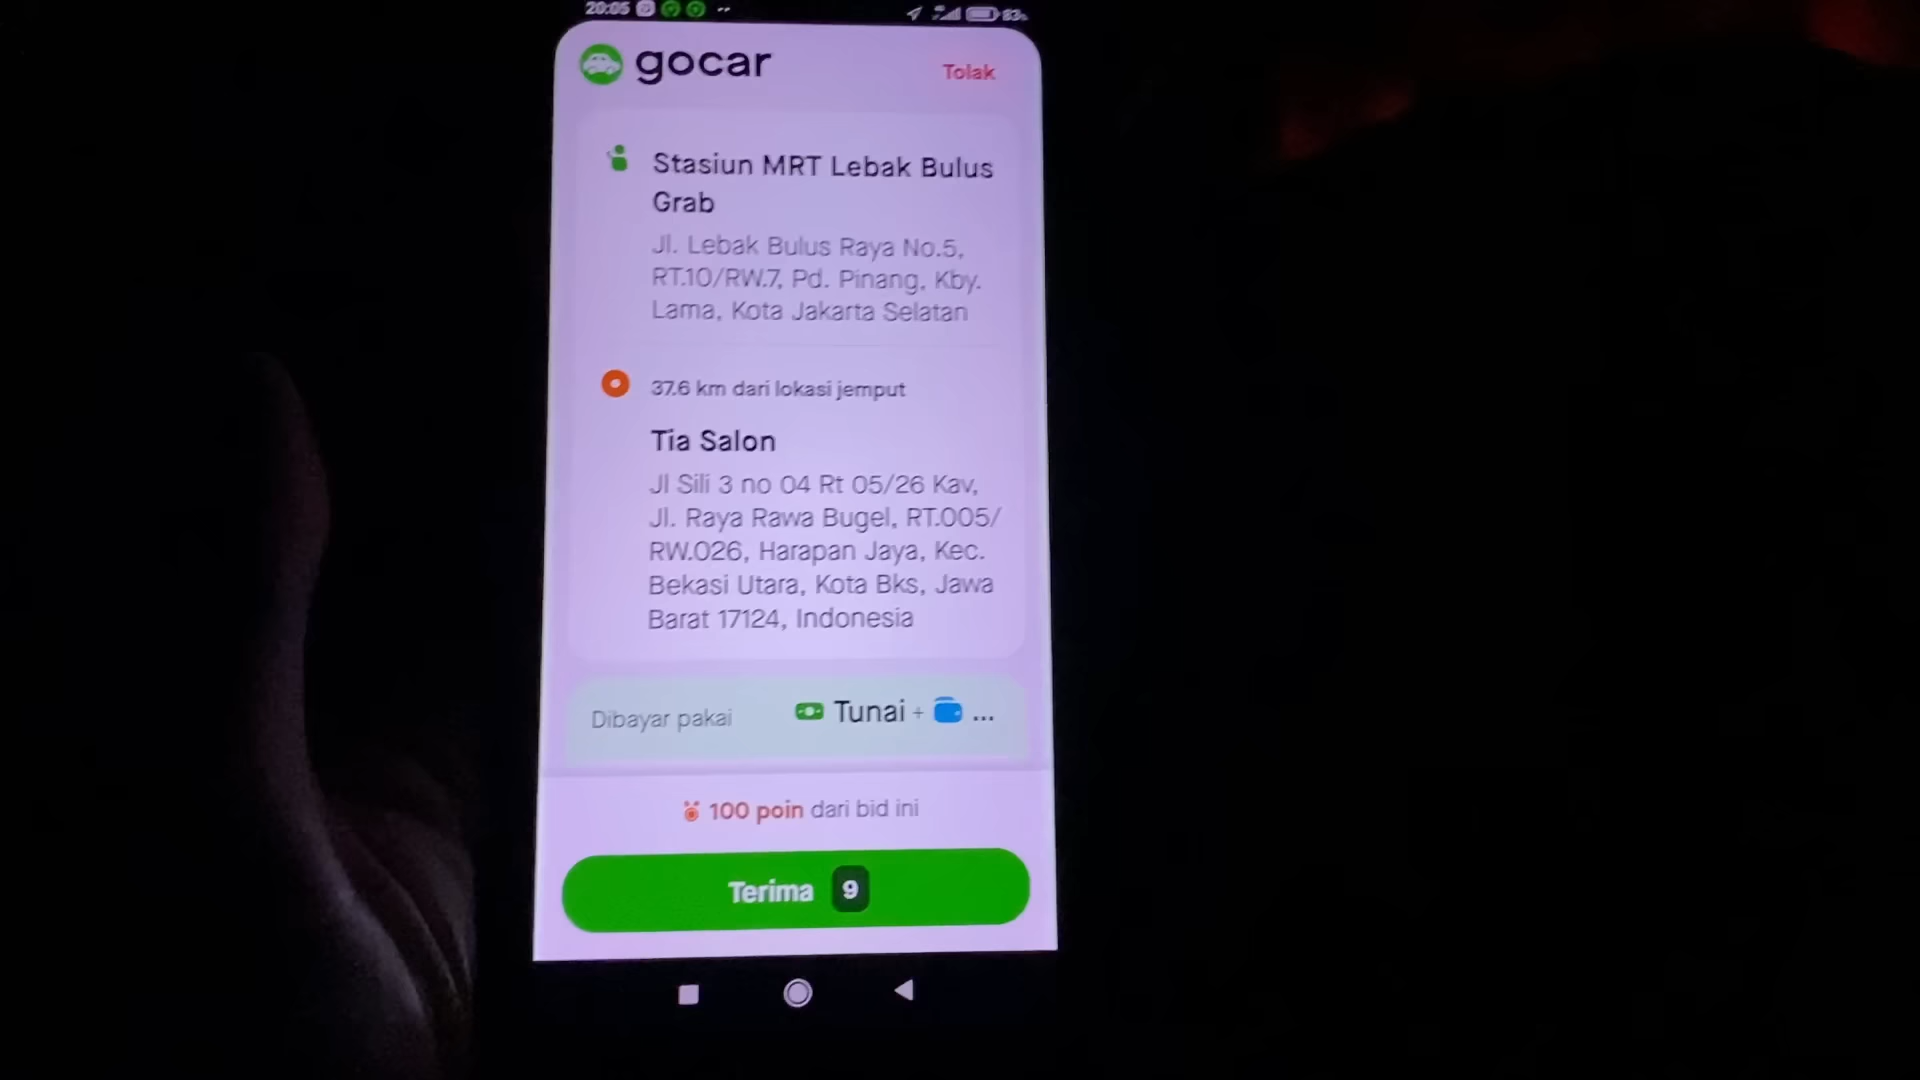 20:05
83
gocar
Tolak
Stasiun MRT Lebak Bulus
Grab
Jl. Lebak Bulus Raya No.5,
RT.10/RW.7, Pd. Pinang, Kby.
Lama, Kota Jakarta Selatan
37.6 km dari lokasi jemput
Tia Salon
Jl Sili 3 no 04 Rt 05/26 Kav,
Jl. Raya Rawa Bugel, RT.005/
RW.026, Harapan Jaya, Kec.
Bekasi Utara, Kota Bks, Jawa
Barat 17124, Indonesia
Dibayar pakai Tunai + ...
100 poin dari bid ini
Terima 9